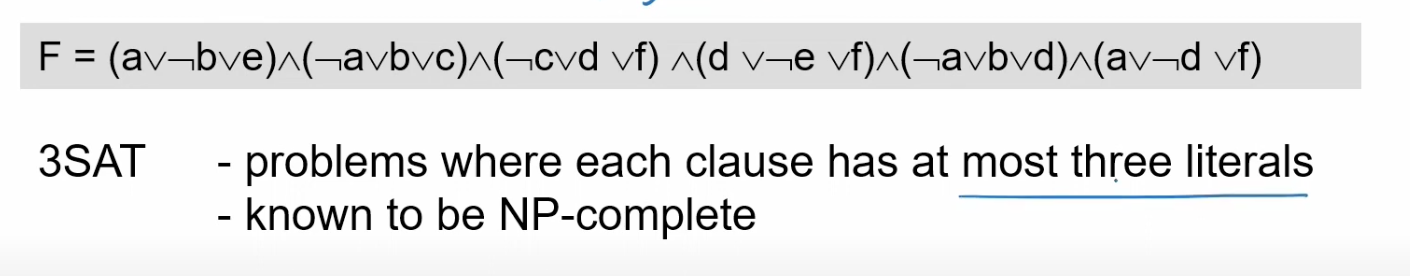 F = (a∨¬b∨e)∧(¬a∨b∨c)∧(¬c∨d ∨f) ∧(d ∨¬e ∨f)∧(¬a∨b∨d)∧(a∨¬d ∨f)
3SAT - problems where each clause has at most three literals
- known to be NP-complete